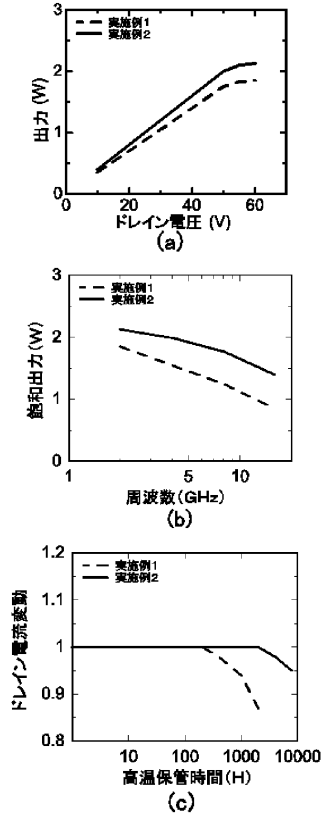 3
実施例1
実施例2
2
出力 (W)
1
0
0
20
40
60
ドレイン電圧 (V)
(a)
3
実施例1
実施例2
2
飽和出力(W)
1
0
1
5
10
周波数(GHz)
(b)
1.2
実施例1
実施例2
1.1
ドレイン電流変動
1
0.9
0.8
10
100
1000
10000
高温保管時間(H)
(c)